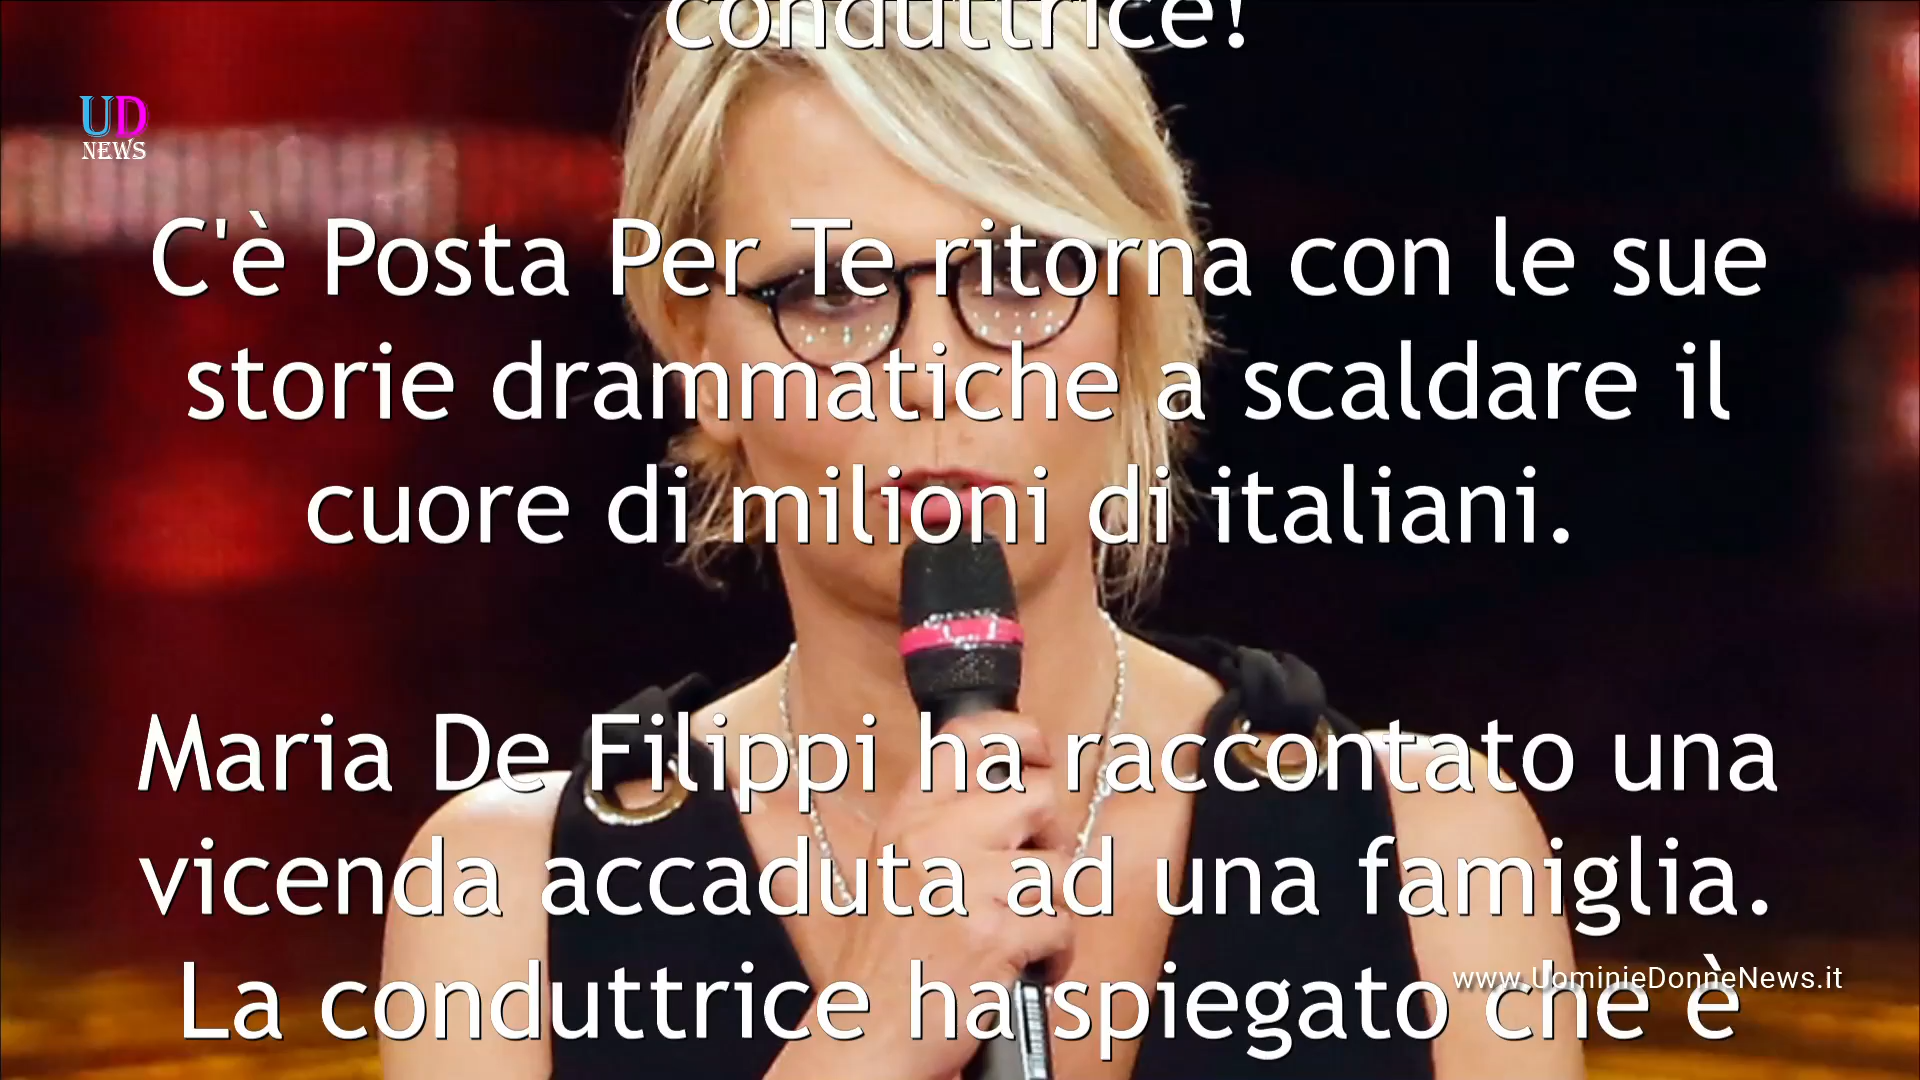 conduttrice!
UD
NEWS
C'è Posta Per Te ritorna con le sue
storie drammatiche a scaldare il
cuore di milioni di italiani.
Maria De Filippi ha raccontato una
vicenda accaduta ad una famiglia.
www.UominieDonneNews.it
La conduttrice ha spiegato che è